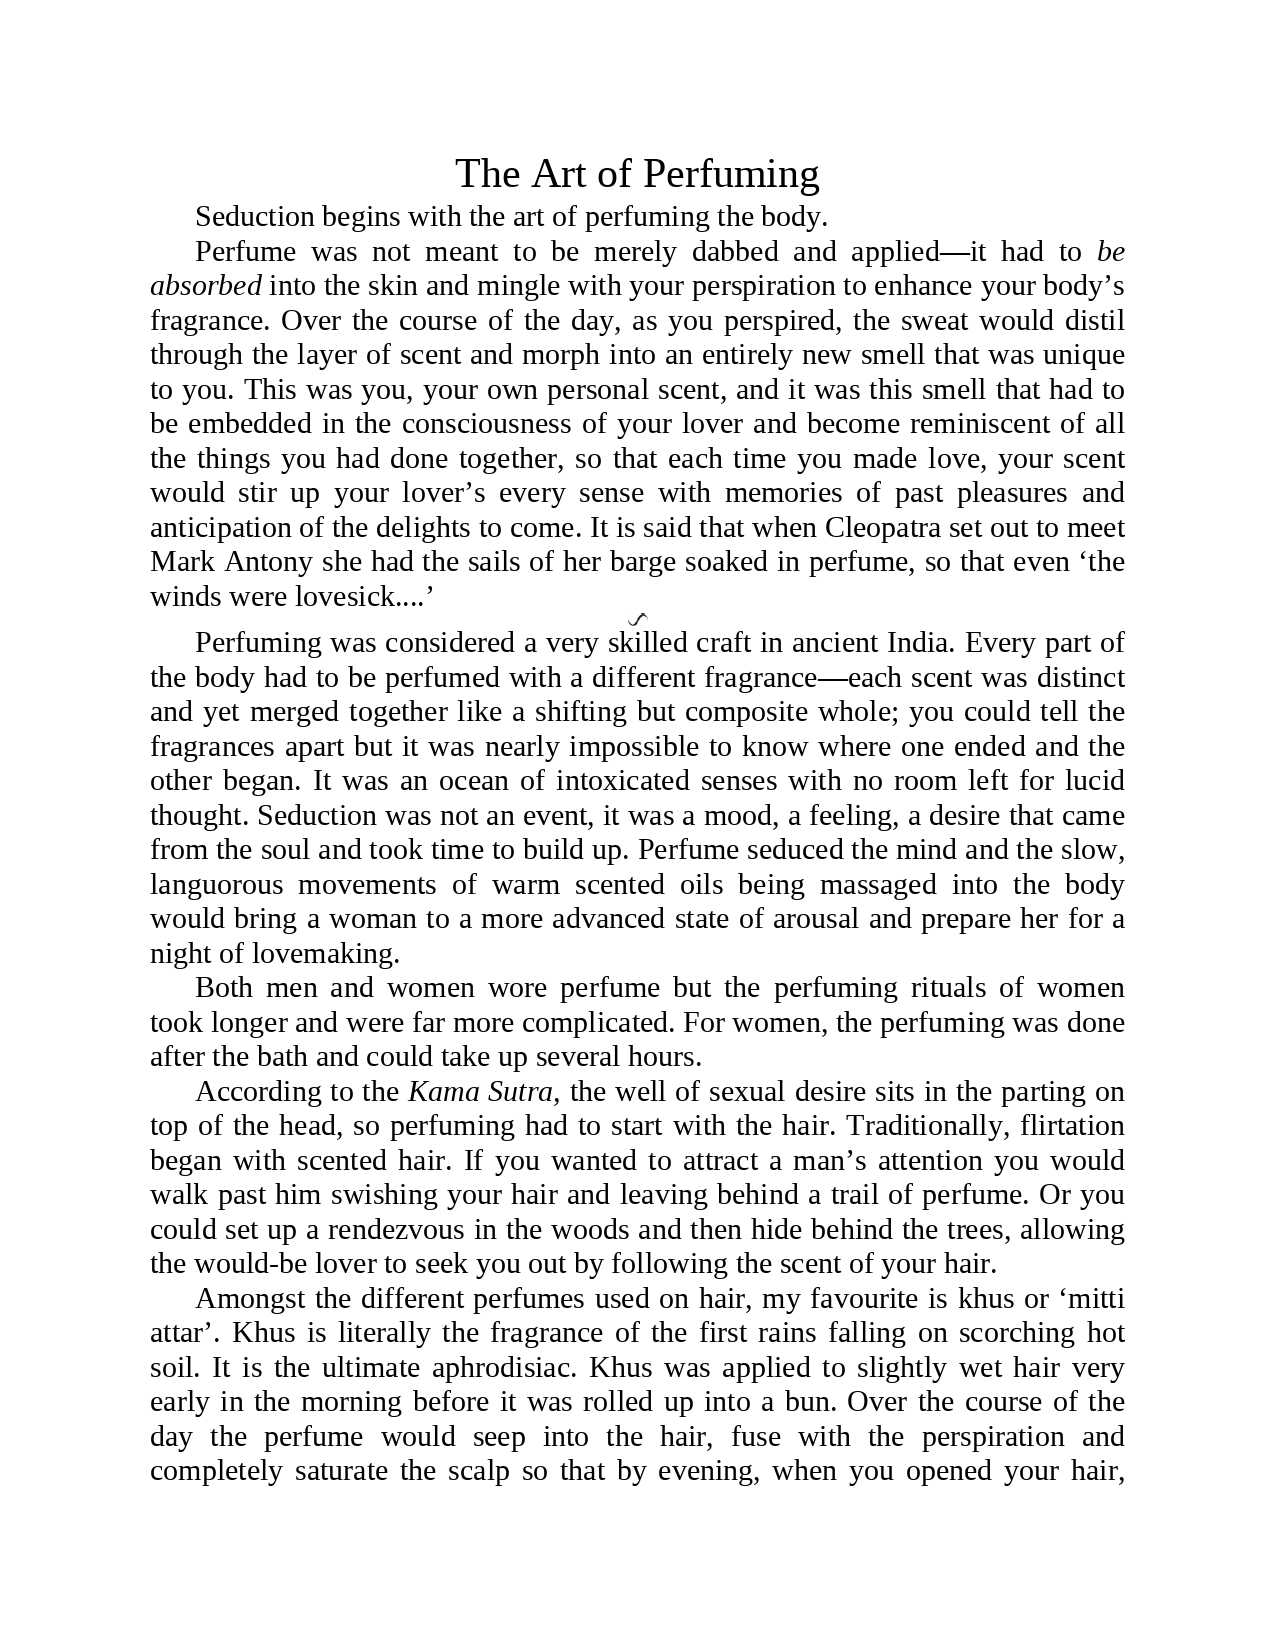 The Art of Perfuming
Seduction begins with the art of perfuming the body.
Perfume was not meant to be merely dabbed and applied—it had to be
absorbed into the skin and mingle with your perspiration to enhance your body’s
fragrance. Over the course of the day, as you perspired, the sweat would distil
through the layer of scent and morph into an entirely new smell that was unique
to you. This was you, your own personal scent, and it was this smell that had to
be embedded in the consciousness of your lover and become reminiscent of all
the things you had done together, so that each time you made love, your scent
would stir up your lover’s every sense with memories of past pleasures and
anticipation of the delights to come. It is said that when Cleopatra set out to meet
Mark Antony she had the sails of her barge soaked in perfume, so that even ‘the
winds were lovesick....’
Perfuming was considered a very skilled craft in ancient India. Every part of
the body had to be perfumed with a different fragrance—each scent was distinct
and yet merged together like a shifting but composite whole; you could tell the
fragrances apart but it was nearly impossible to know where one ended and the
other began. It was an ocean of intoxicated senses with no room left for lucid
thought. Seduction was not an event, it was a mood, a feeling, a desire that came
from the soul and took time to build up. Perfume seduced the mind and the slow,
languorous movements of warm scented oils being massaged into the body
would bring a woman to a more advanced state of arousal and prepare her for a
night of lovemaking.
Both men and women wore perfume but the perfuming rituals of women
took longer and were far more complicated. For women, the perfuming was done
after the bath and could take up several hours.
According to the Kama Sutra, the well of sexual desire sits in the parting on
top of the head, so perfuming had to start with the hair. Traditionally, flirtation
began with scented hair. If you wanted to attract a man’s attention you would
walk past him swishing your hair and leaving behind a trail of perfume. Or you
could set up a rendezvous in the woods and then hide behind the trees, allowing
the would-be lover to seek you out by following the scent of your hair.
Amongst the different perfumes used on hair, my favourite is khus or ‘mitti
attar’. Khus is literally the fragrance of the first rains falling on scorching hot
soil. It is the ultimate aphrodisiac. Khus was applied to slightly wet hair very
early in the morning before it was rolled up into a bun. Over the course of the
day the perfume would seep into the hair, fuse with the perspiration and
completely saturate the scalp so that by evening, when you opened your hair,